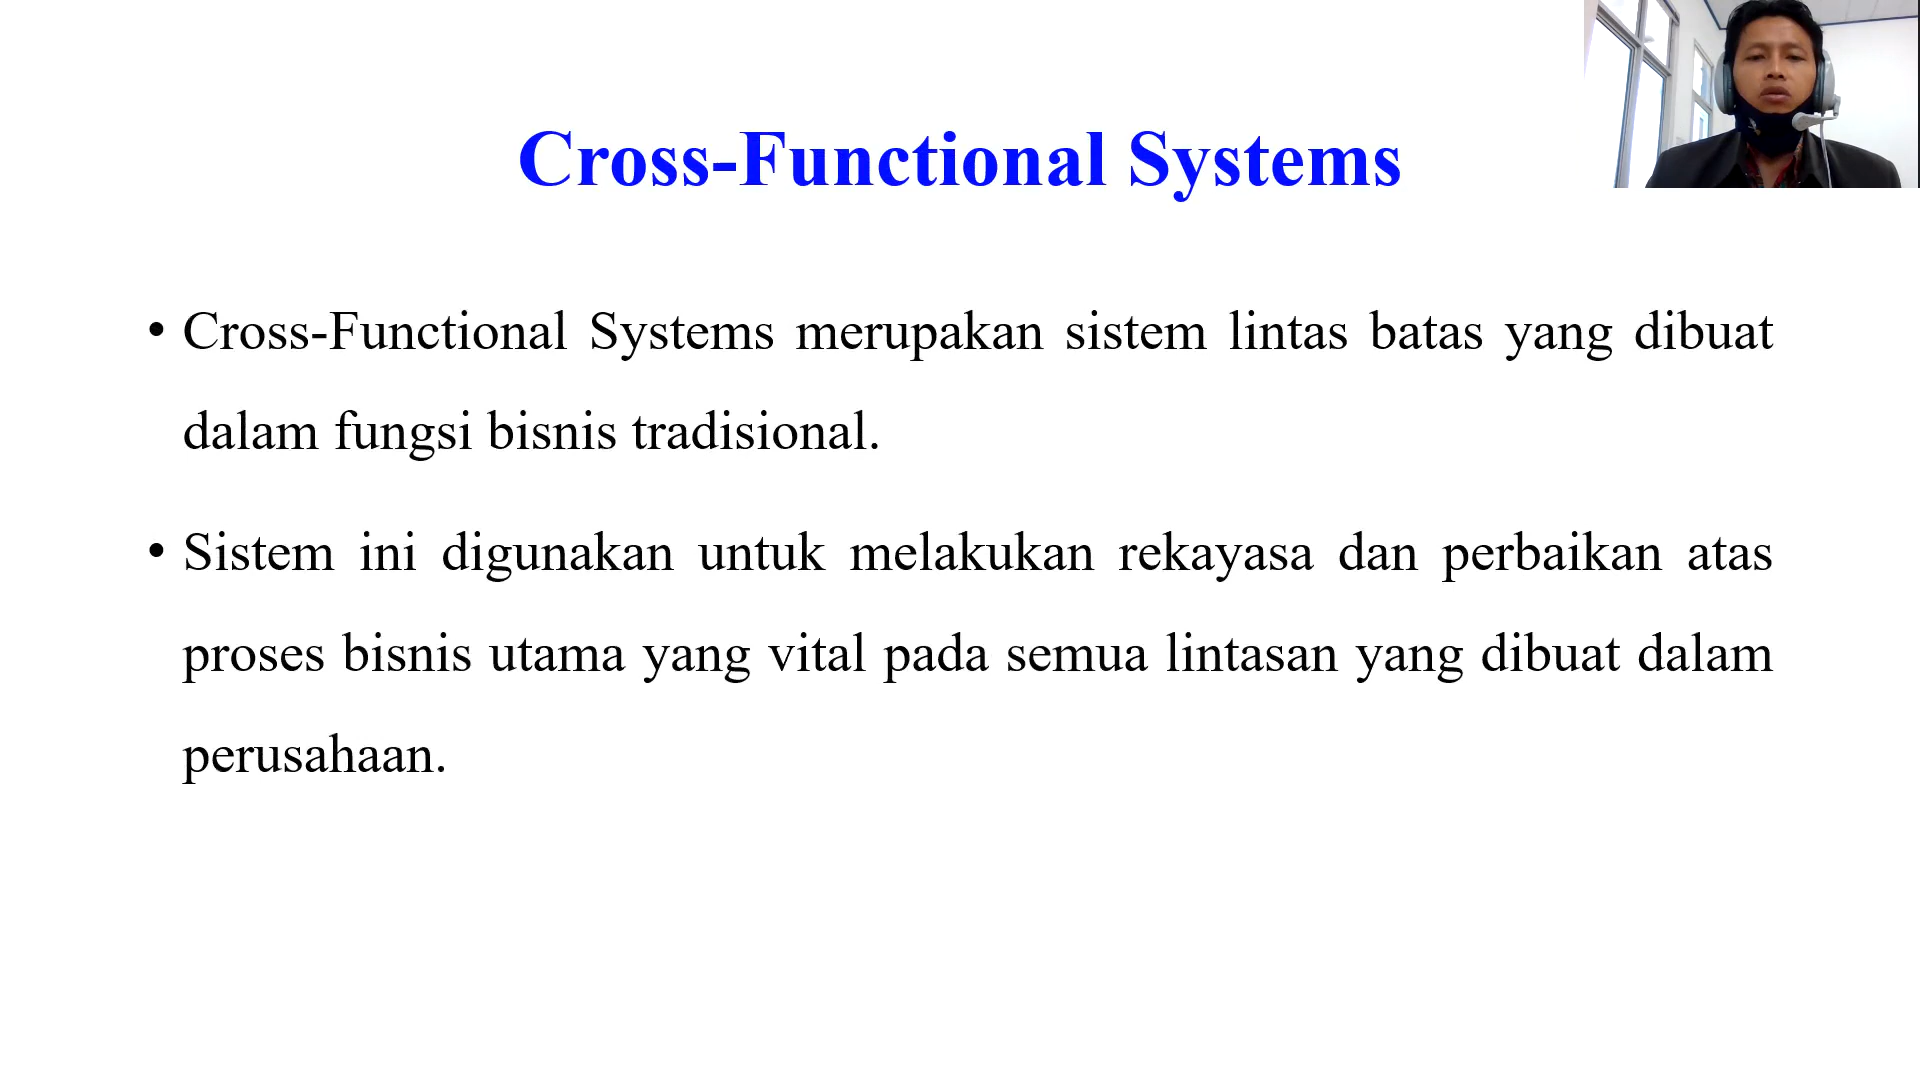 Cross-Functional Systems
• Cross-Functional Systems merupakan sistem lintas batas yang dibuat
dalam fungsi bisnis tradisional.
• Sistem ini digunakan untuk melakukan rekayasa dan perbaikan atas
proses bisnis utama yang vital pada semua lintasan yang dibuat dalam
perusahaan.